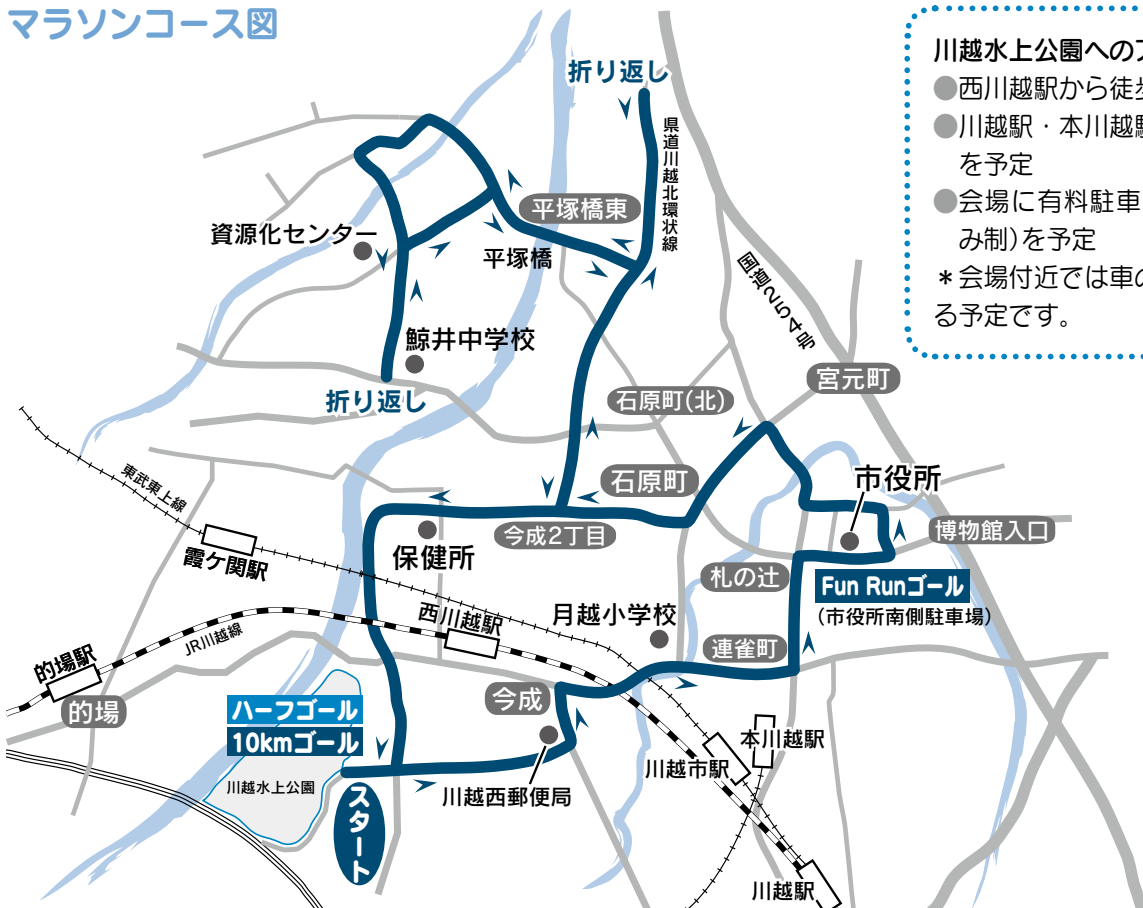 マラソンコース図
川越水上公園への
●西川越駅から徒
●川越駅・本川越
を予定
●会場に有料駐車
み制)を予定
＊会場付近では車の
る予定です。
折り返し
県道川越北環状線
平塚橋東
資源化センター
平塚橋
国道254号
鯨井中学校
宮元町
折り返し
石原町(北)
東武東上線
石原町
市役所
今成2丁目
博物館入口
保健所
霞ケ関駅
札の辻
Fun Runゴール
(市役所南側駐車場)
西川越駅
月越小学校
JR川越線
連雀町
的場駅
的場
今成
ハーフゴール
10kmゴール
本川越駅
川越市駅
川越水上公園
川越西郵便局
スタート
川越駅